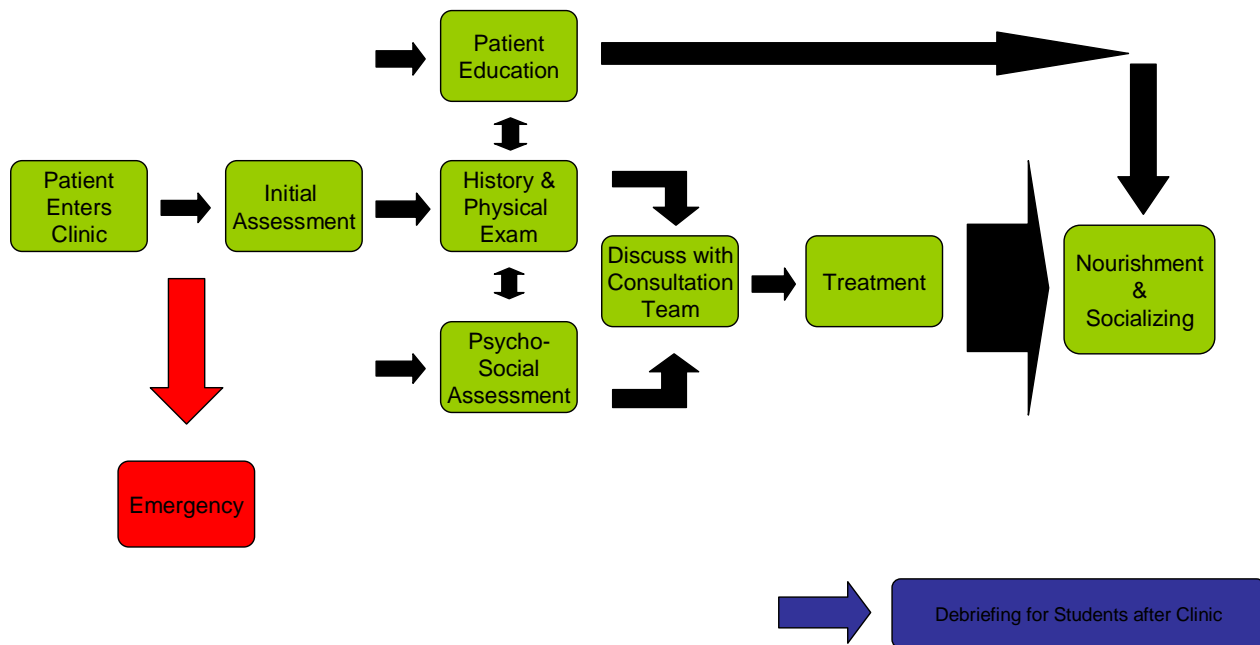 Patient
Education
Patient
Enters
Clinic
Initial
Assessment
History &
Physical
Exam
Discuss with
Consultation
Team
Treatment
Nourishment
&
Socializing
Psycho-
Social
Assessment
Emergency
Debriefing for Students after Clinic